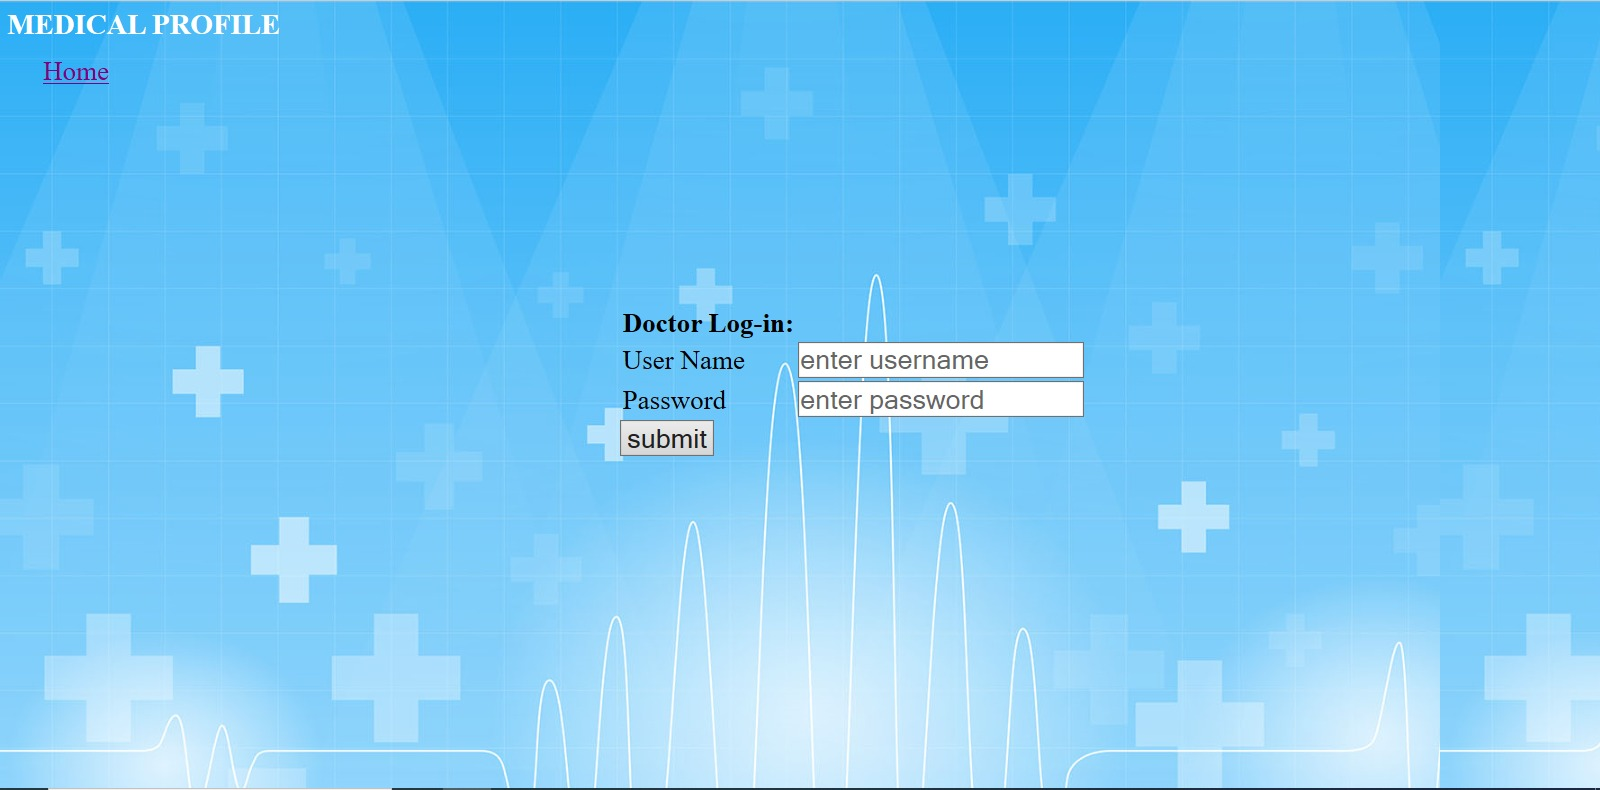 MEDICAL PROFILE
Home
Doctor Log-in:
User Name enter username
Password enter password
submit